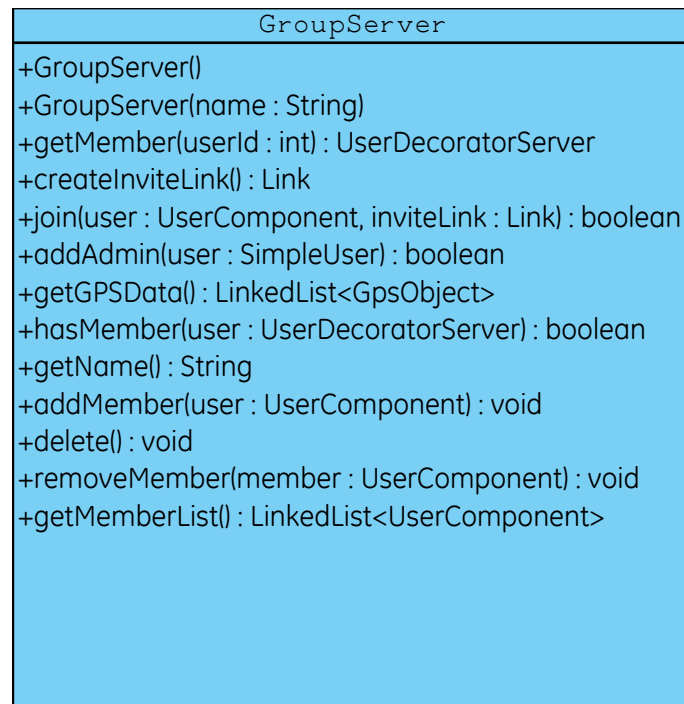 GroupServer
+GroupServer()
+GroupServer(name : String)
+getMember(userId : int) : UserDecoratorServer
+createInviteLink() : Link
+join(user : UserComponent, inviteLink : Link) : boolean
+addAdmin(user : SimpleUser) : boolean
+getGPSData() : LinkedList<GpsObject>
+hasMember(user : UserDecoratorServer) : boolean
+getName() : String
+addMember(user : UserComponent) : void
+delete() : void
+removeMember(member : UserComponent) : void
+getMemberList() : LinkedList<UserComponent>